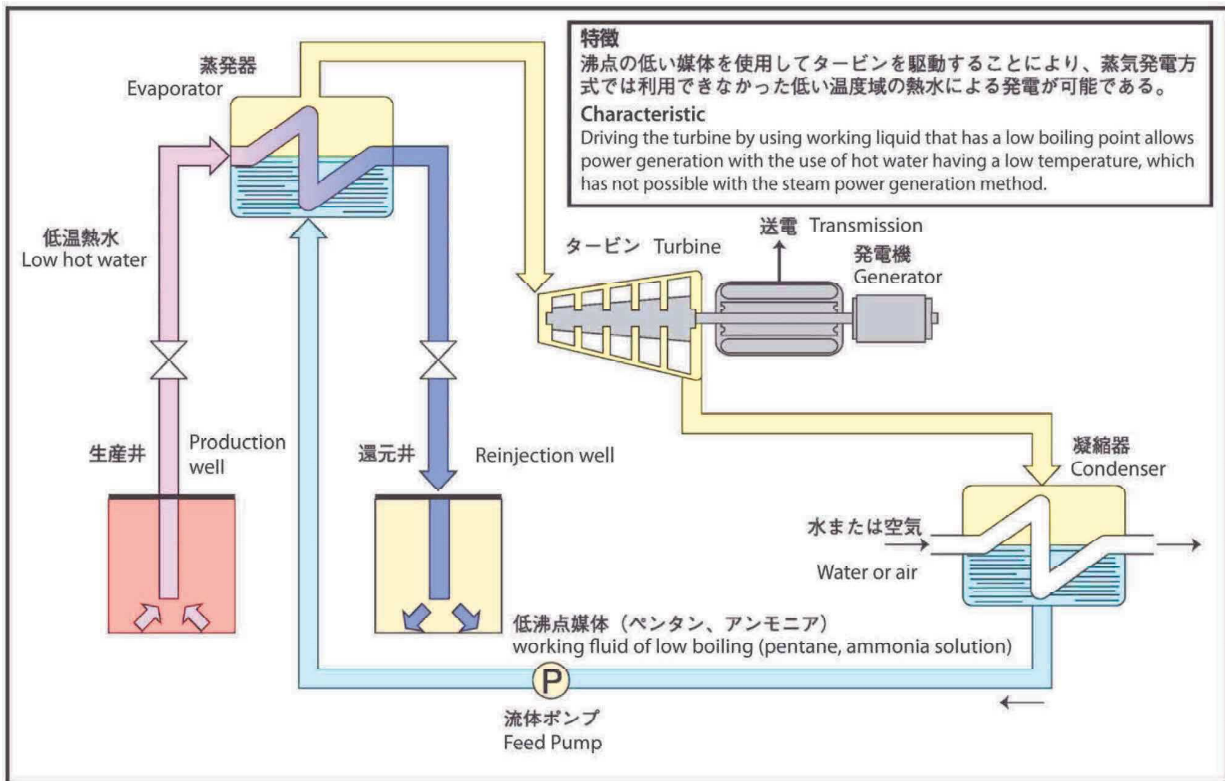 特徴
沸点の低い媒体を使用してタービンを駆動することにより、蒸気発電方
式では利用できなかった低い温度域の熱水による発電が可能である。
Characteristic
Driving the turbine by using working liquid that has a low boiling point allows
power generation with the use of hot water having a low temperature, which
has not possible with the steam power generation method.
蒸発器
Evaporator
低温熱水
Low hot water
タービン Turbine
送電 Transmission
発電機
Generator
生産井
Production
well
還元井
Reinjection well
凝縮器
Condenser
水または空気
Water or air
低沸点媒体（ペンタン、アンモニア）
working fluid of low boiling (pentane, ammonia solution)
P
流体ポンプ
Feed Pump